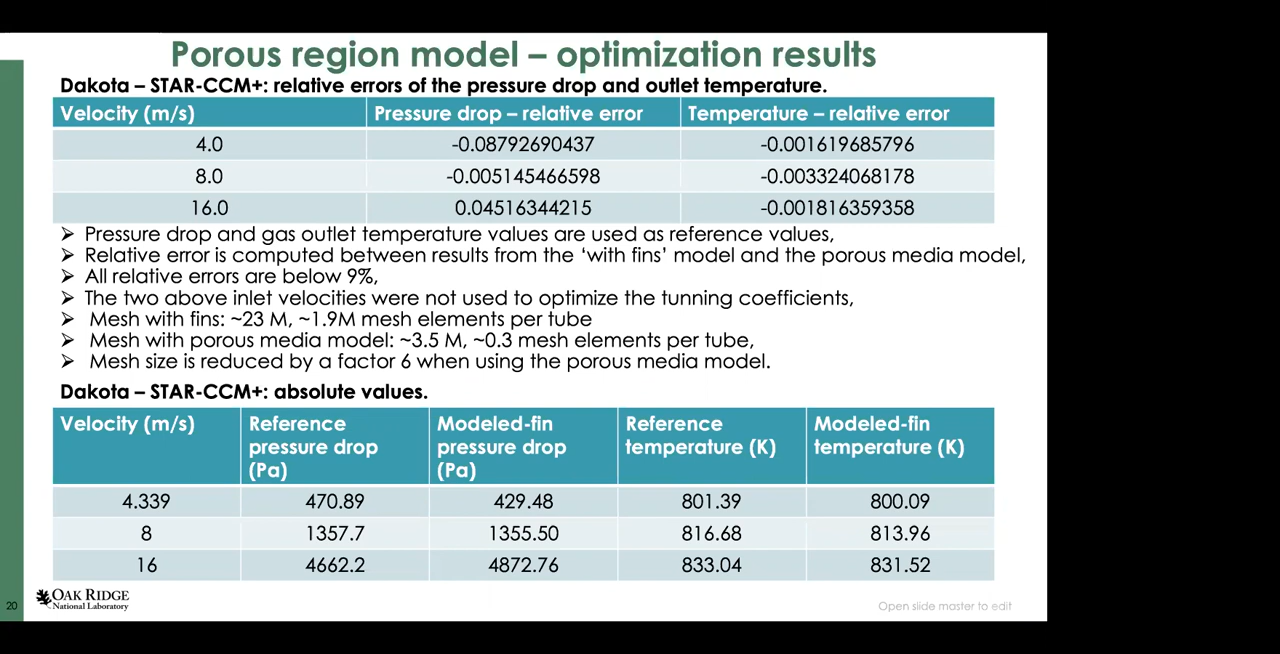 Porous region model – optimization results
Dakota – STAR-CCM+: relative errors of the pressure drop and outlet temperature.
Velocity (m/s) Pressure drop – relative error Temperature – relative error
4.0 -0.08792690437 -0.001619685796
8.0 -0.005145466598 -0.003324068178
16.0 0.04516344215 -0.001816359358
➢ Pressure drop and gas outlet temperature values are used as reference values,
➢ Relative error is computed between results from the ‘with fins’ model and the porous media model,
➢ All relative errors are below 9%,
➢ The two above inlet velocities were not used to optimize the tunning coefficients,
➢ Mesh with fins: ~23 M, ~1.9M mesh elements per tube
➢ Mesh with porous media model: ~3.5 M, ~0.3 mesh elements per tube,
➢ Mesh size is reduced by a factor 6 when using the porous media model.
Dakota – STAR-CCM+: absolute values.
Velocity (m/s) Reference Modeled-fin Reference Modeled-fin
pressure drop pressure drop temperature (K) temperature (K)
(Pa) (Pa)
4.339 470.89 429.48 801.39 800.09
8 1357.7 1355.50 816.68 813.96
16 4662.2 4872.76 833.04 831.52
20
OAK RIDGE
National Laboratory
Open slide master to edit